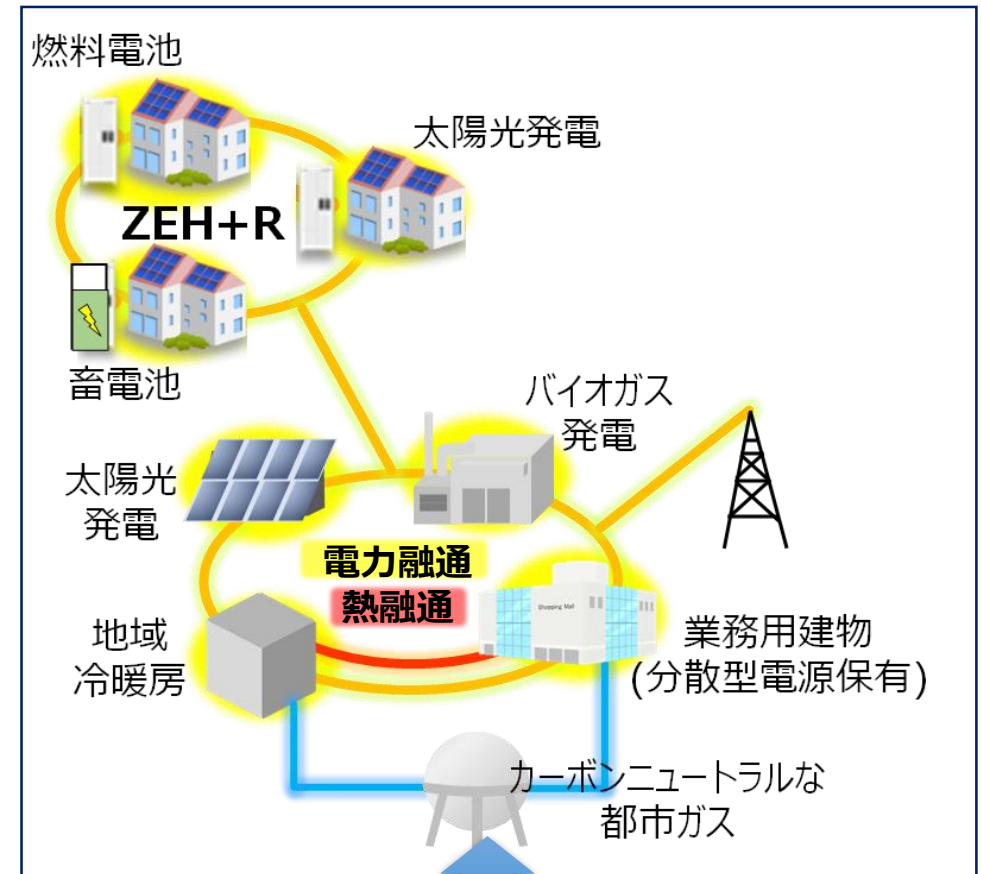 燃料電池
太陽光発電
ZEH+R
畜電池
バイオガス
発電
太陽光
発電
電力融通
熱融通
Shopping Mall
地域
冷暖房
業務用建物
(分散型電源保有)
カーボンニュートラルな
都市ガス